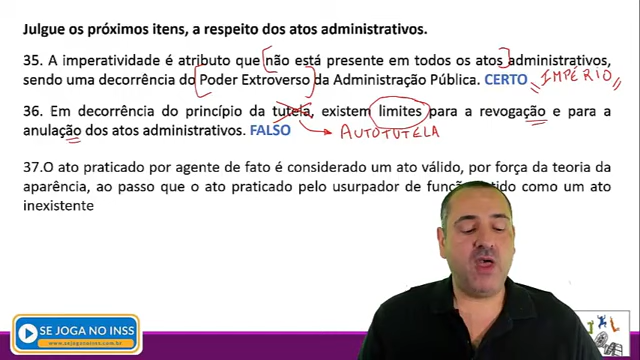 Julgue os próximos itens, a respeito dos atos administrativos.
35. A imperatividade é atributo que não está presente em todos os atos administrativos,
sendo uma decorrência do Poder Extroverso da Administração Pública. CERTO IMPÉRIO
36. Em decorrência do princípio da tutela, existem limites para a revogação e para a
anulação dos atos administrativos. FALSO AUTOTUTELA
37.O ato praticado por agente de fato é considerado um ato válido, por força da teoria da
aparência, ao passo que o ato praticado pelo usurpador de função tido como um ato
inexistente
SE JOGA NO INSS
www.sejoganoinss.com.br